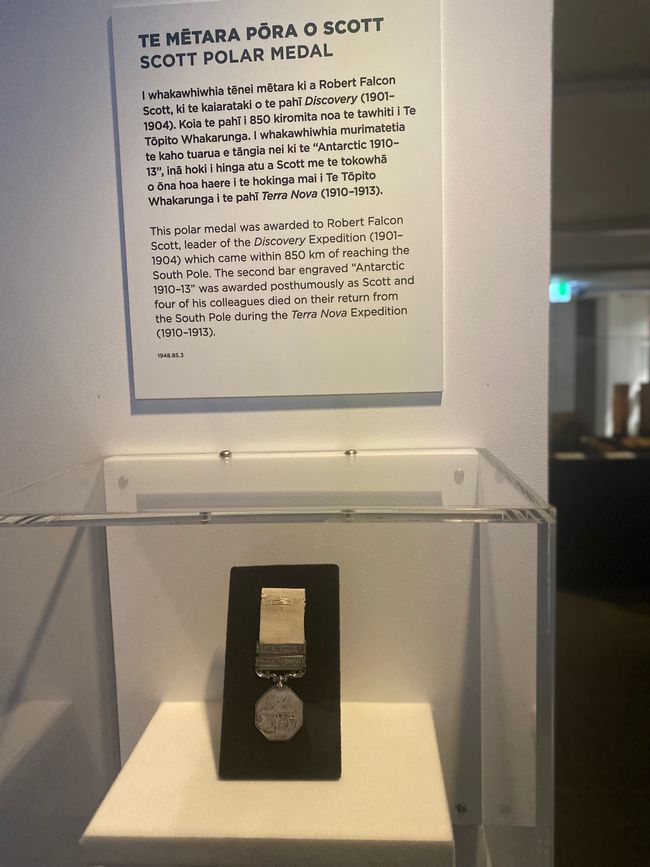 TE MĒTARA PŌRA O SCOTT
SCOTT POLAR MEDAL
I whakawhiwhia tēnei mētara ki a Robert Falcon
Scott, ki te kaiarataki o te pahī Discovery (1901–
1904). Koia te pahī i 850 kiromita noa te tawhiti i Te
Tōpito Whakarunga. I whakawhiwhia murimatetia
te kaho tuarua e tāngia nei ki te “Antarctic 1910–
13”, inā hoki i hinga atu a Scott me te tokowhā
o ōna hoa haere i te hokinga mai i Te Tōpito
Whakarunga i te pahī Terra Nova (1910–1913).
This polar medal was awarded to Robert Falcon
Scott, leader of the Discovery Expedition (1901–
1904) which came within 850 km of reaching the
South Pole. The second bar engraved “Antarctic
1910–13” was awarded posthumously as Scott and
four of his colleagues died on their return from
the South Pole during the Terra Nova Expedition
(1910–1913).
1948.85.3